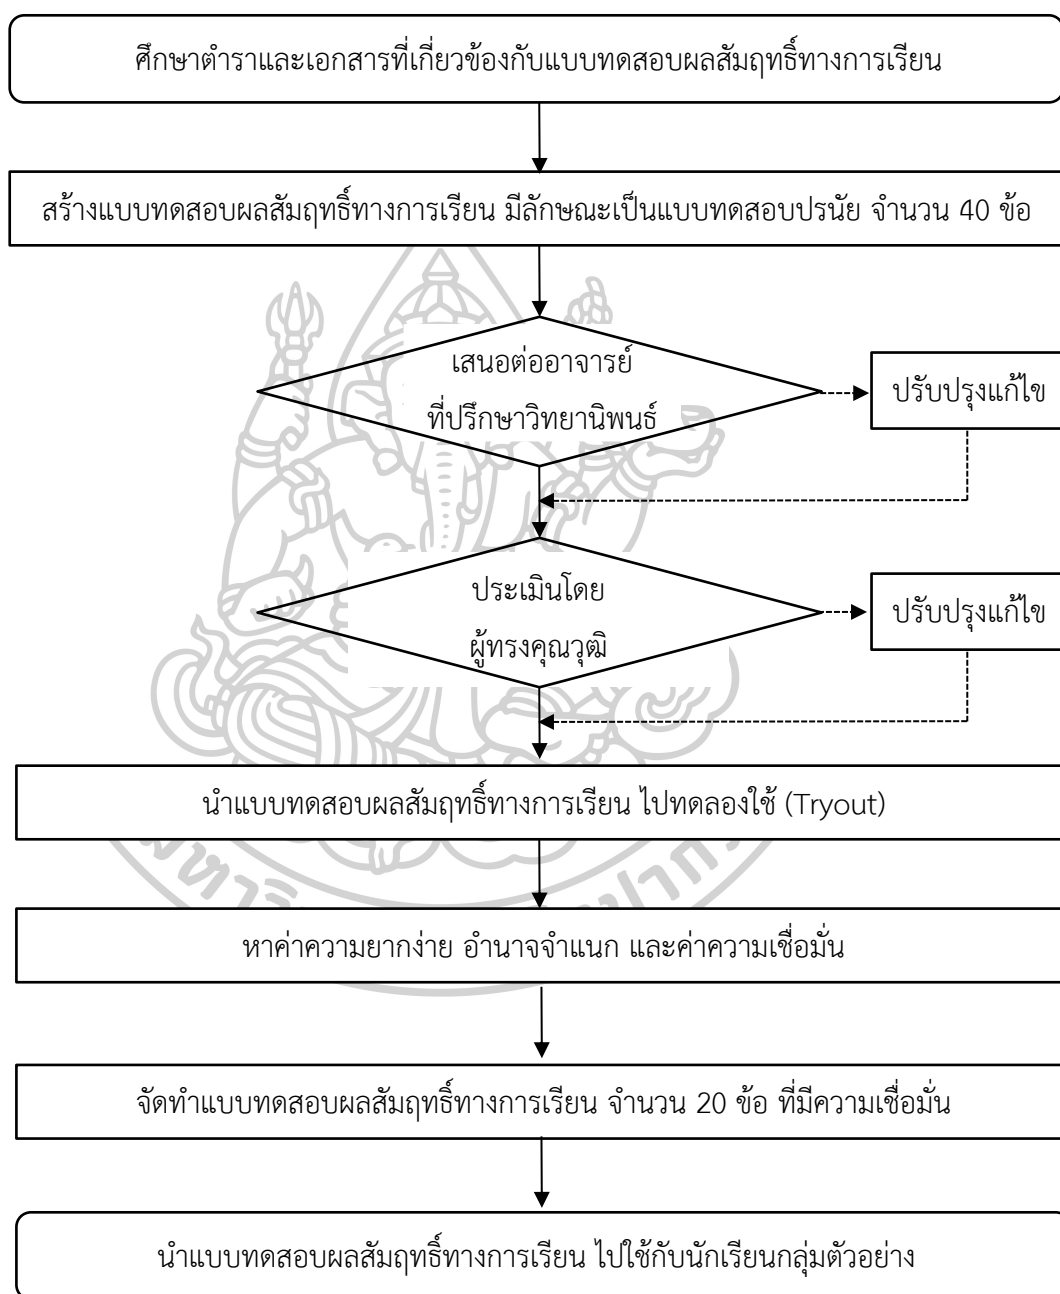 ศึกษาตำราและเอกสารที่เกี่ยวข้องกับแบบทดสอบผลสัมฤทธิ์ทางการเรียน
สร้างแบบทดสอบผลสัมฤทธิ์ทางการเรียน มีลักษณะเป็นแบบทดสอบปรนัย จำนวน 40 ข้อ
เสนอต่ออาจารย์
ที่ปรึกษาวิทยานิพนธ์
ปรับปรุงแก้ไข
ประเมินโดย
ผู้ทรงคุณวุฒิ
ปรับปรุงแก้ไข
นำแบบทดสอบผลสัมฤทธิ์ทางการเรียน ไปทดลองใช้ (Tryout)
หาค่าความยากง่าย อำนาจจำแนก และค่าความเชื่อมั่น
จัดทำแบบทดสอบผลสัมฤทธิ์ทางการเรียน จำนวน 20 ข้อ ที่มีความเชื่อมั่น
นำแบบทดสอบผลสัมฤทธิ์ทางการเรียน ไปใช้กับนักเรียนกลุ่มตัวอย่าง